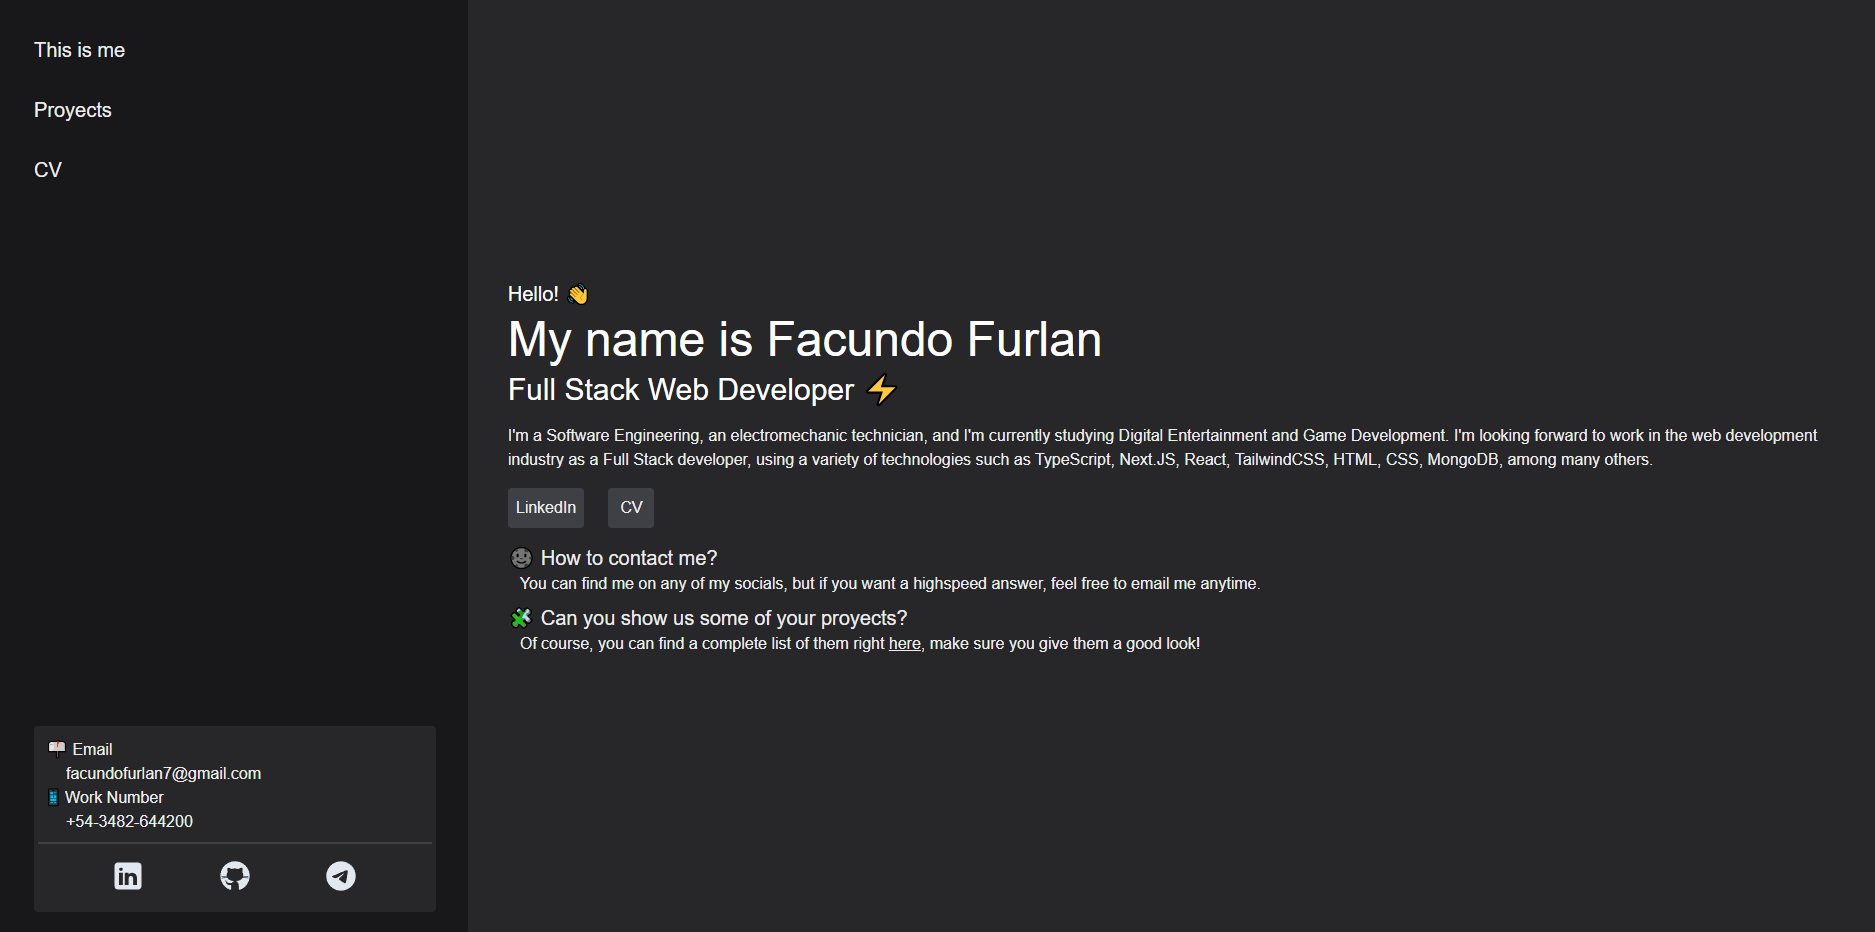 This is me
Proyects
CV
Hello! 👋
My name is Facundo Furlan
Full Stack Web Developer ⚡
I'm a Software Engineering, an electromechanic technician, and I'm currently studying Digital Entertainment and Game Development. I'm looking forward to work in the web development
industry as a Full Stack developer, using a variety of technologies such as TypeScript, Next.JS, React, TailwindCSS, HTML, CSS, MongoDB, among many others.
LinkedIn CV
🌚 How to contact me?
You can find me on any of my socials, but if you want a highspeed answer, feel free to email me anytime.
🧩 Can you show us some of your proyects?
Of course, you can find a complete list of them right here, make sure you give them a good look!
📫 Email
facundofurlan7@gmail.com
📱 Work Number
+54-3482-644200
in